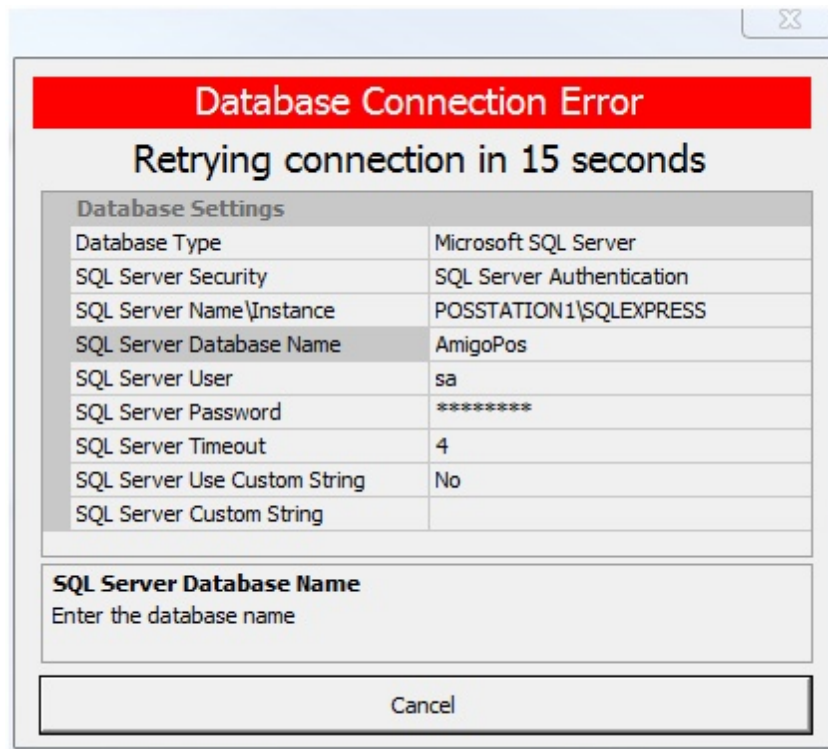 Database Connection Error
Retrying connection in 15 seconds
Database Settings
Database Type Microsoft SQL Server
SQL Server Security SQL Server Authentication
SQL Server Name\Instance POSSTATION1\SQLEXPRESS
SQL Server Database Name AmigoPos
SQL Server User sa
SQL Server Password ********
SQL Server Timeout 4
SQL Server Use Custom String No
SQL Server Custom String
SQL Server Database Name
Enter the database name
Cancel